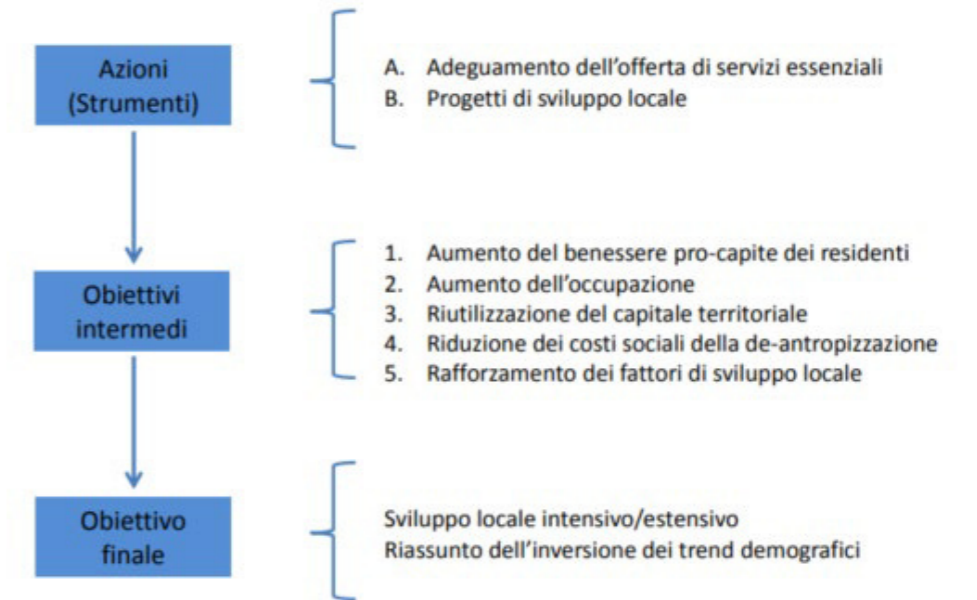 Azioni
(Strumenti)
A. Adeguamento dell'offerta di servizi essenziali
B. Progetti di sviluppo locale
Obiettivi
intermedi
1. Aumento del benessere pro-capite dei residenti
2. Aumento dell'occupazione
3. Riutilizzazione del capitale territoriale
4. Riduzione dei costi sociali della de-antropizzazione
5. Rafforzamento dei fattori di sviluppo locale
Obiettivo
finale
Sviluppo locale intensivo/estensivo
Riassunto dell'inversione dei trend demografici